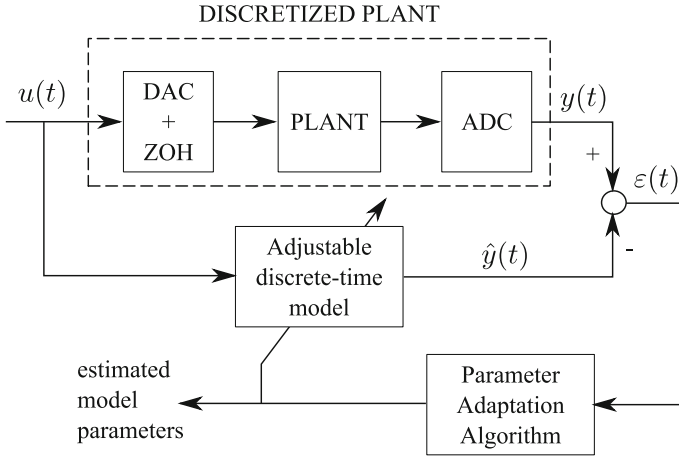 DISCRETIZED PLANT
u(t)
DAC
+
ZOH
PLANT
ADC
y(t)
+
ε(t)
-
Adjustable
discrete-time
model
ŷ(t)
estimated
model
parameters
Parameter
Adaptation
Algorithm